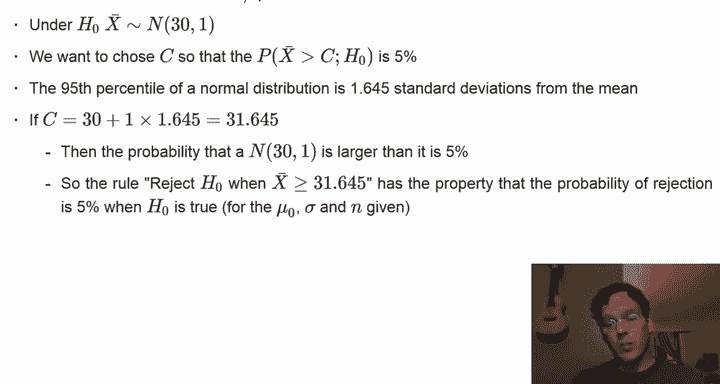 · Under H₀ X̄ ∼ N(30, 1)
· We want to chose C so that the P(X̄ > C; H₀) is 5%
· The 95th percentile of a normal distribution is 1.645 standard deviations from the mean
· If C = 30 + 1 × 1.645 = 31.645
- Then the probability that a N(30, 1) is larger than it is 5%
- So the rule "Reject H₀ when X̄ ≥ 31.645" has the property that the probability of rejection
is 5% when H₀ is true (for the μ₀, σ and n given)